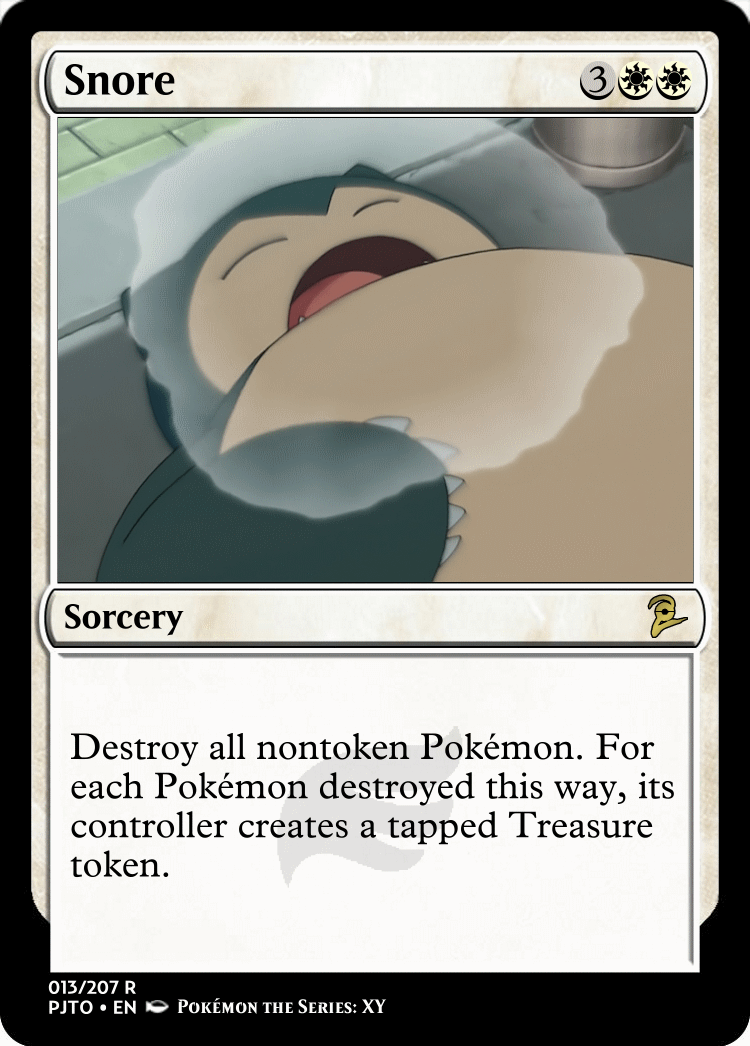 Snore 3
Sorcery
Destroy all nontoken Pokémon. For
each Pokémon destroyed this way, its
controller creates a tapped Treasure
token.
013/207 R
PJTO • EN Pokémon the Series: XY